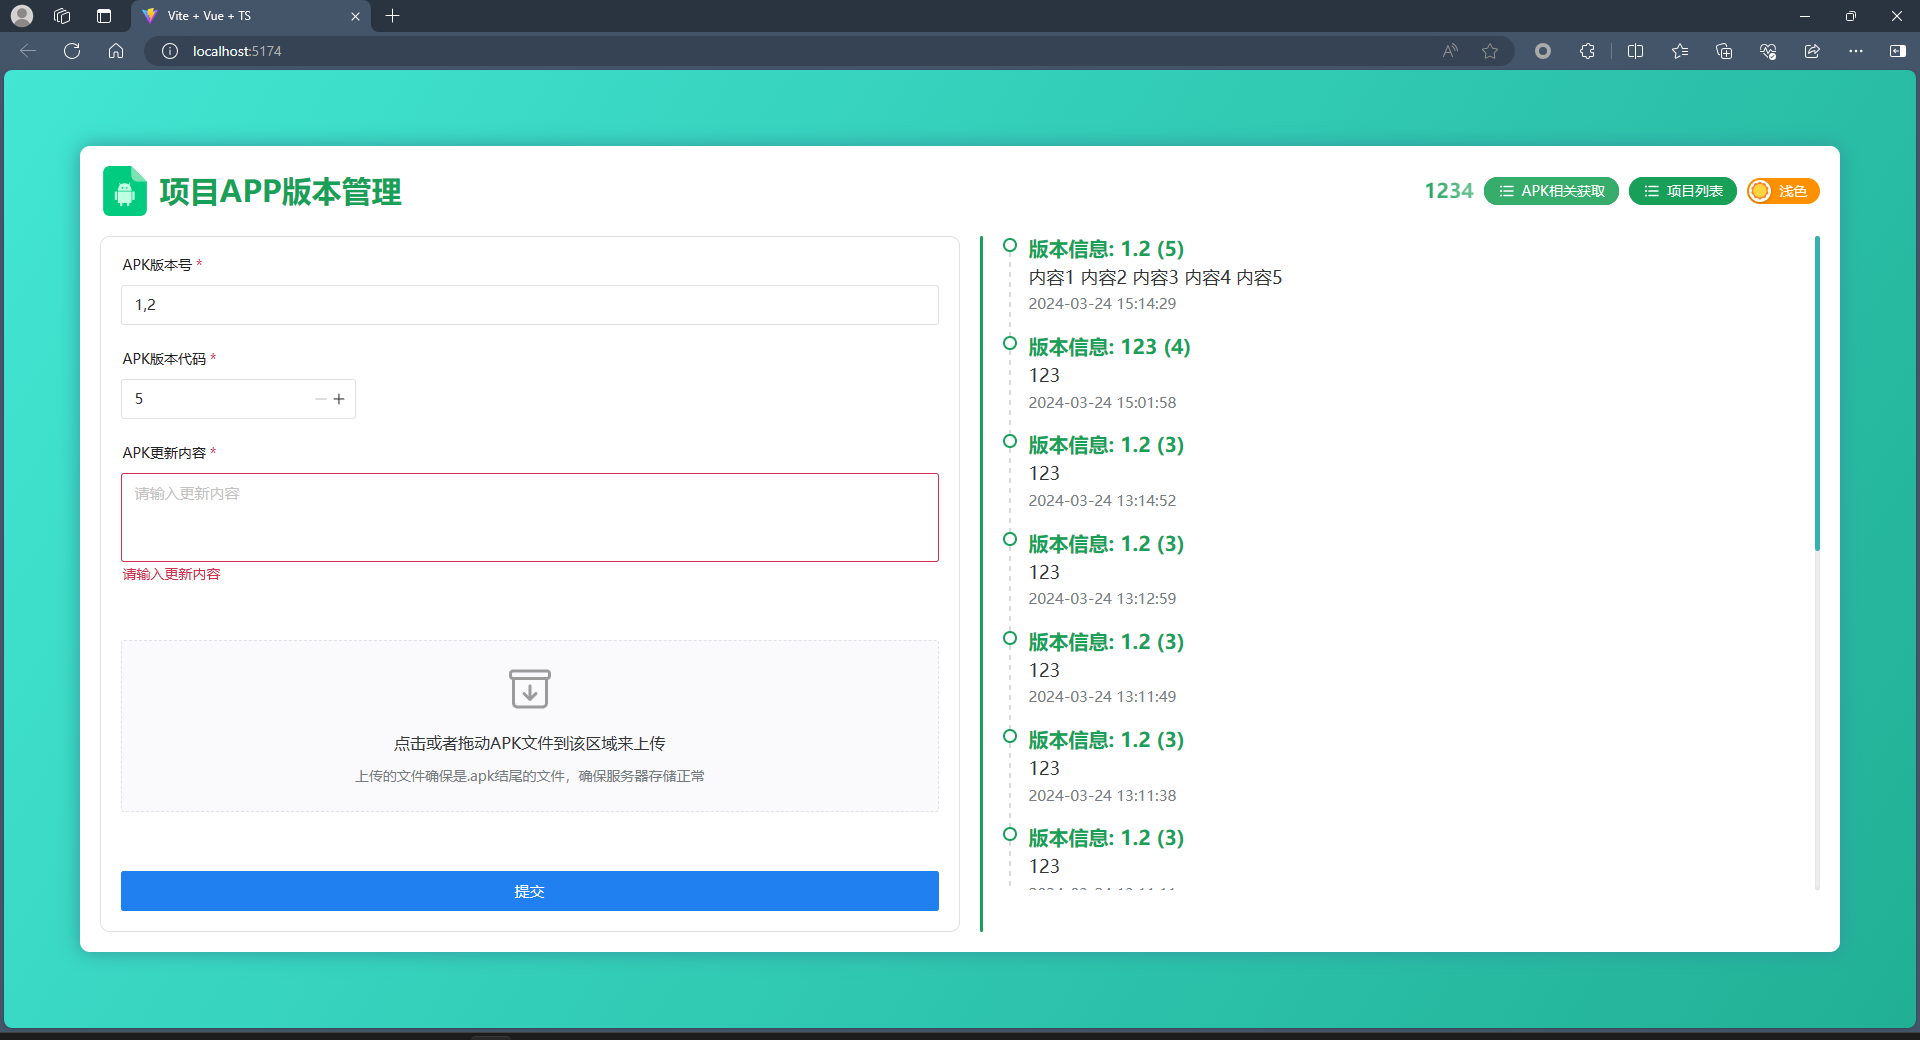 Vite + Vue + TS
localhost:5174
项目APP版本管理
1234
APK相关获取
项目列表
浅色
APK版本号 *
1,2
APK版本代码 *
5
APK更新内容 *
请输入更新内容
请输入更新内容
点击或者拖动APK文件到该区域来上传
上传的文件确保是.apk结尾的文件，确保服务器存储正常
提交
版本信息: 1.2 (5)
内容1 内容2 内容3 内容4 内容5
2024-03-24 15:14:29
版本信息: 123 (4)
123
2024-03-24 15:01:58
版本信息: 1.2 (3)
123
2024-03-24 13:14:52
版本信息: 1.2 (3)
123
2024-03-24 13:12:59
版本信息: 1.2 (3)
123
2024-03-24 13:11:49
版本信息: 1.2 (3)
123
2024-03-24 13:11:38
版本信息: 1.2 (3)
123